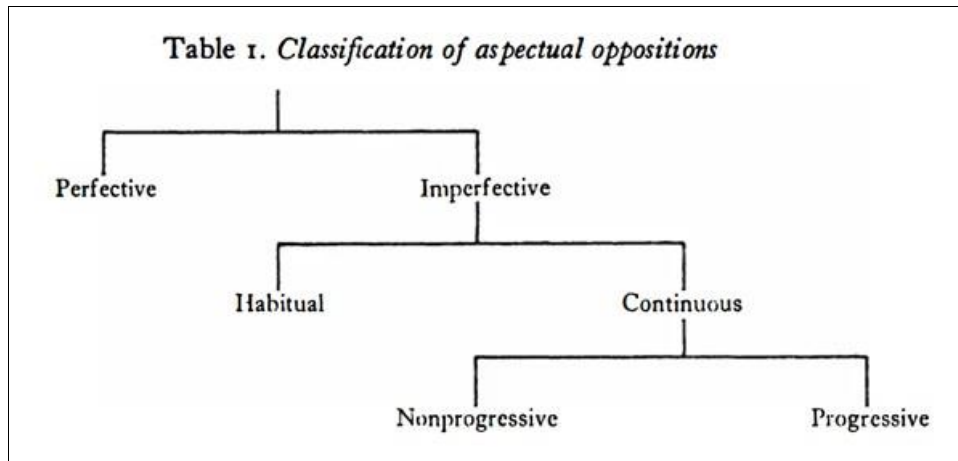 Table 1. Classification of aspectual oppositions
Perfective Imperfective
Habitual Continuous
Nonprogressive Progressive